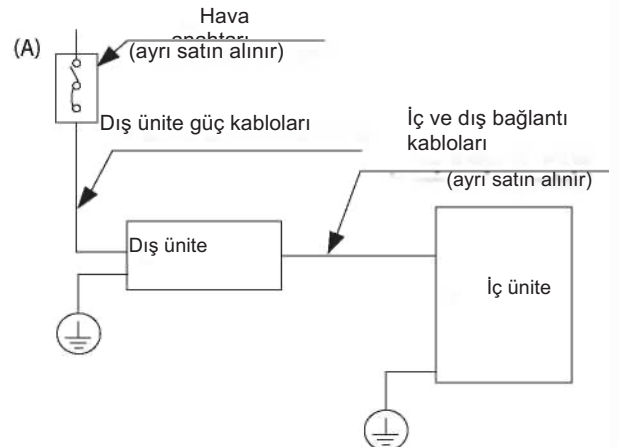 Hava
(A)
(ayrı satın alınır)
Dış ünite güç kabloları
İç ve dış bağlantı
kabloları
(ayrı satın alınır)
Dış ünite
İç ünite